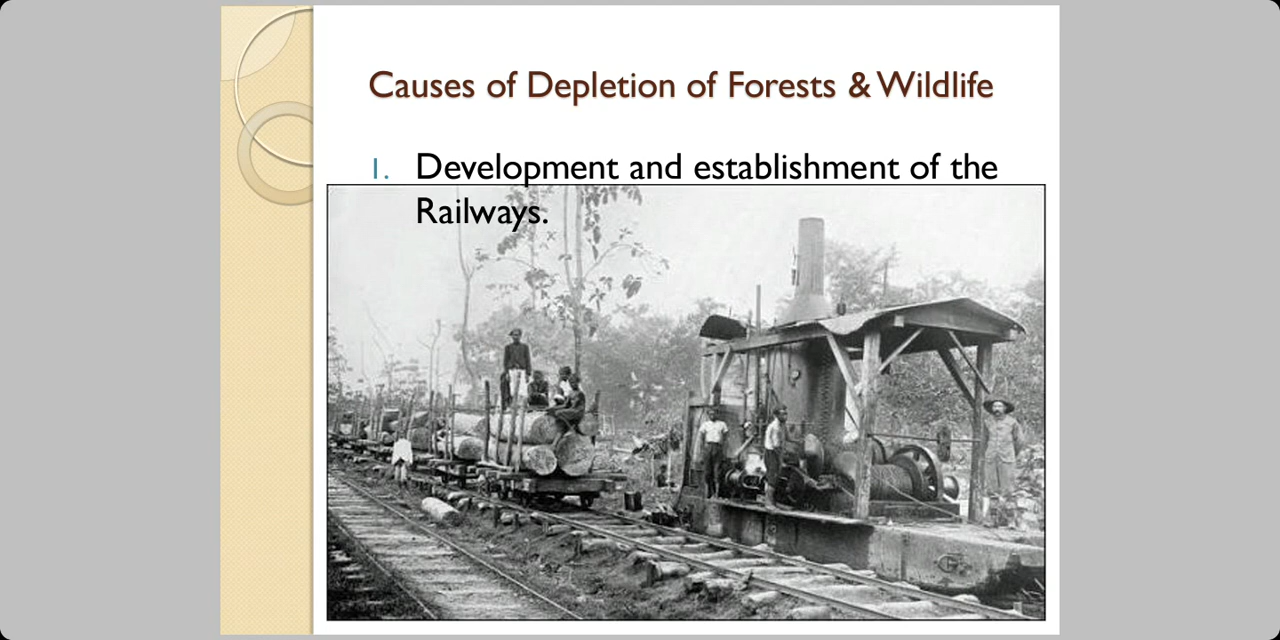 Causes of Depletion of Forests & Wildlife
1. Development and establishment of the
Railways.